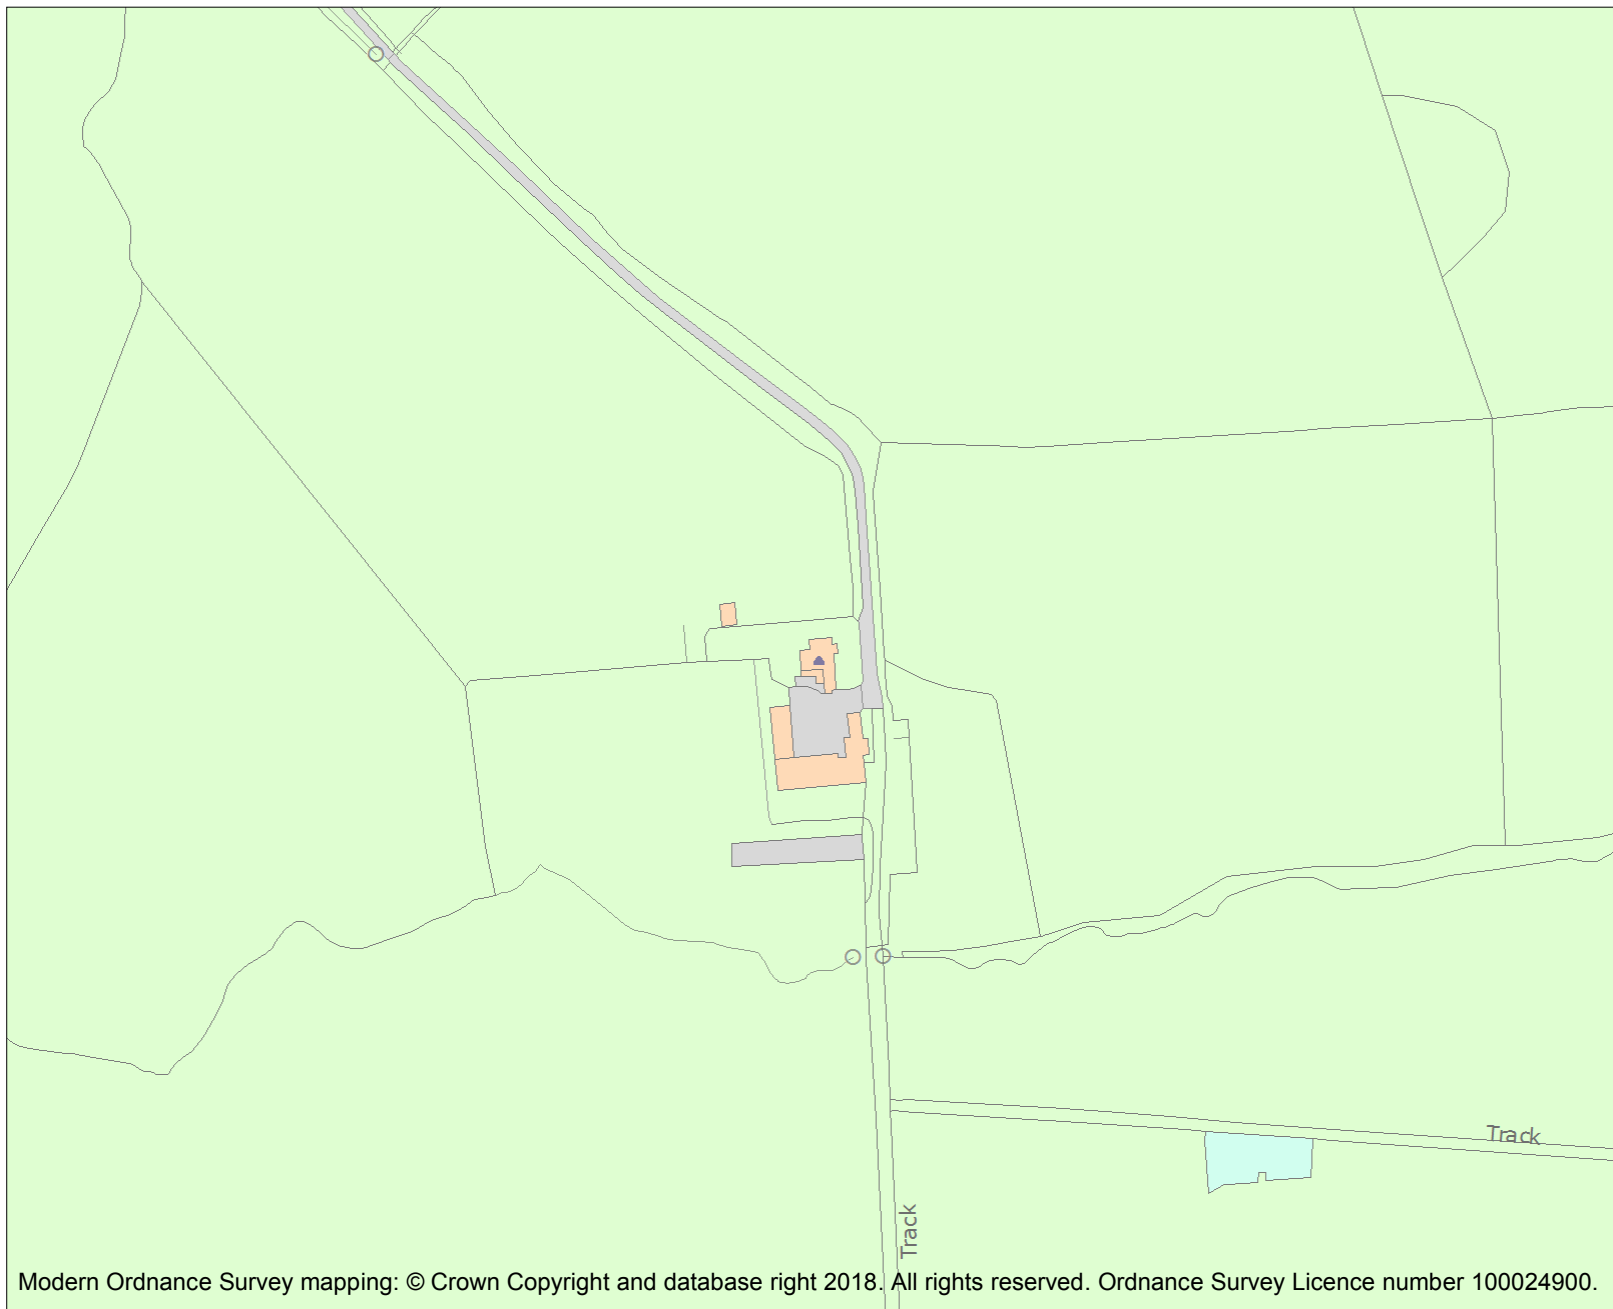 Track
Track
Modern Ordnance Survey mapping: © Crown Copyright and database right 2018. All rights reserved. Ordnance Survey Licence number 100024900.